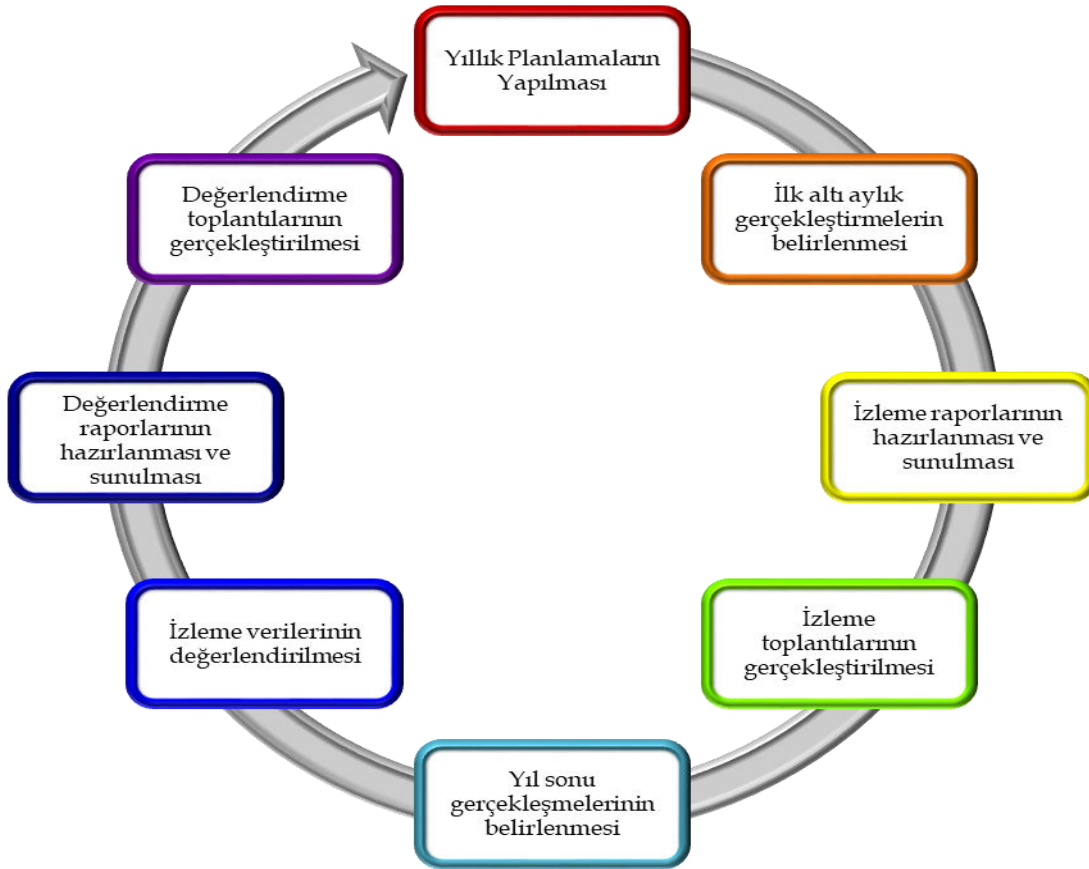 Yıllık Planlamaların
Yapılması
İlk altı aylık
gerçekleştirmelerin
belirlenmesi
İzleme raporlarının
hazırlanması ve
sunulması
İzleme
toplantılarının
gerçekleştirilmesi
Yıl sonu
gerçekleşmelerinin
belirlenmesi
İzleme verilerinin
değerlendirilmesi
Değerlendirme
raporlarının
hazırlanması ve
sunulması
Değerlendirme
toplantılarının
gerçekleştirilmesi